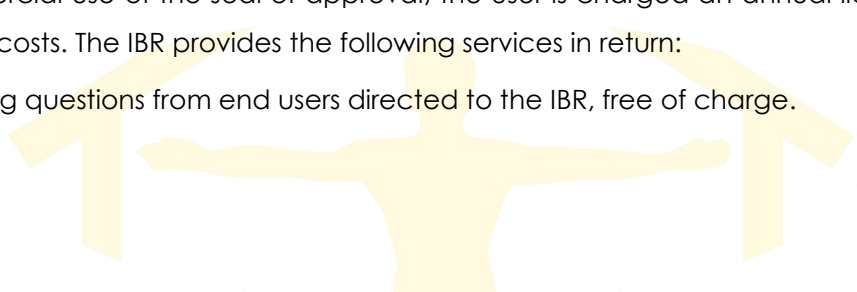 use of the seal of approval, the user is charged an annual
costs. The IBR provides the following services in return:
questions from end users directed to the IBR, free of charge.